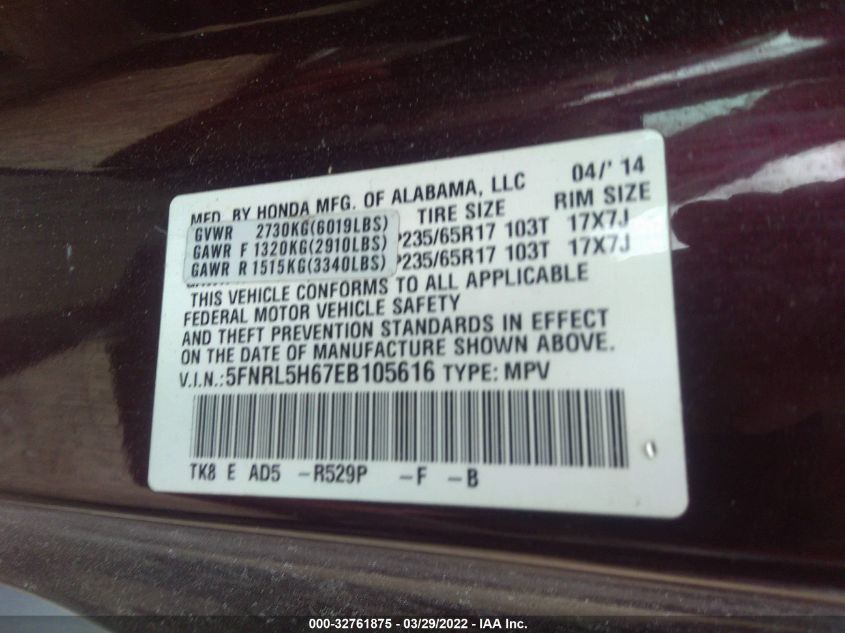 MFD. BY HONDA MFG. OF ALABAMA, LLC 04/' 14
TIRE SIZE RIM SIZE
GVWR 2730KG(6019LBS)
GAWR F 1320KG(2910LBS) P235/65R17 103T 17X7J
GAWR R 1515KG(3340LBS) P235/65R17 103T 17X7J
THIS VEHICLE CONFORMS TO ALL APPLICABLE
FEDERAL MOTOR VEHICLE SAFETY
AND THEFT PREVENTION STANDARDS IN EFFECT
ON THE DATE OF MANUFACTURE SHOWN ABOVE.
V.I.N.:5FNRL5H67EB105616 TYPE: MPV
TK8 E AD5 -R529P -F -B
000-32761875 - 03/29/2022 - IAA Inc.